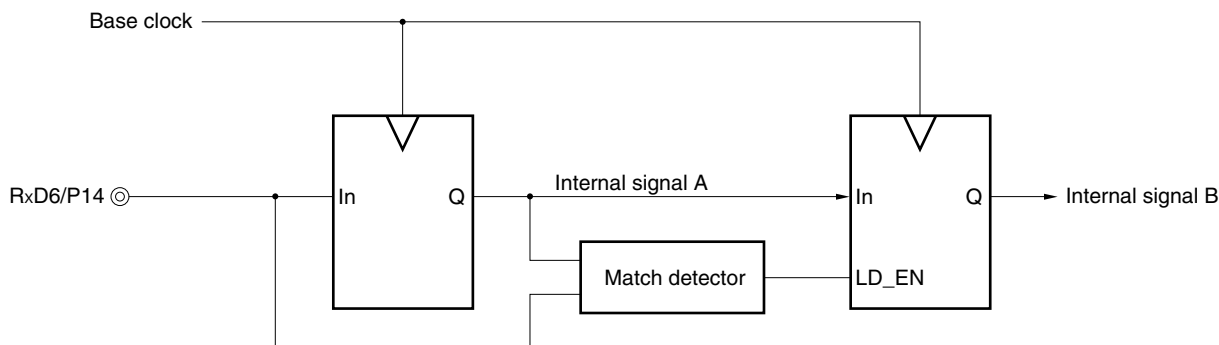 Base clock
RxD6/P14
In
Q
Internal signal A
In
Q
Internal signal B
Match detector
LD_EN